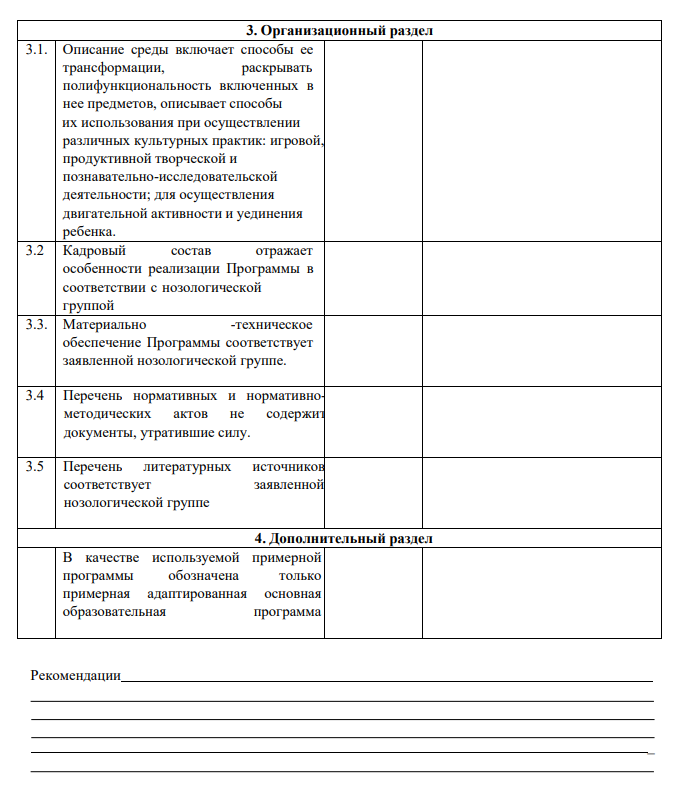 3. Организационный раздел
3.1. Описание среды включает способы ее
трансформации, раскрывать
полифункциональность включенных в
нее предметов, описывает способы
их использования при осуществлении
различных культурных практик: игровой,
продуктивной творческой и
познавательно-исследовательской
деятельности; для осуществления
двигательной активности и уединения
ребенка.
3.2 Кадровый состав отражает
особенности реализации Программы в
соответствии с нозологической
группой
3.3. Материально -техническое
обеспечение Программы соответствует
заявленной нозологической группе.
3.4 Перечень нормативных и нормативно-
методических актов не содержит
документы, утратившие силу.
3.5 Перечень литературных источников
соответствует заявленной
нозологической группе
4. Дополнительный раздел
В качестве используемой примерной
программы обозначена только
примерная адаптированная основная
образовательная программа
Рекомендации